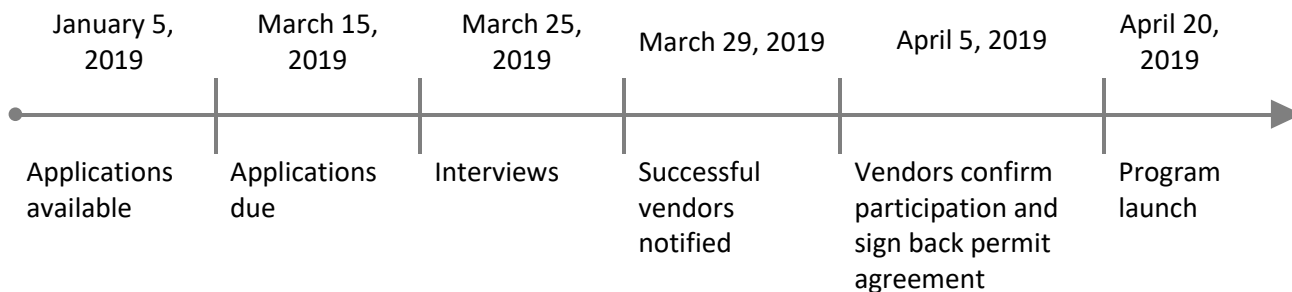 January 5,
2019
March 15,
2019
March 25,
2019
March 29, 2019
April 5, 2019
April 20,
2019
Applications
available
Applications
due
Interviews
Successful
vendors
notified
Vendors confirm
participation and
sign back permit
agreement
Program
launch